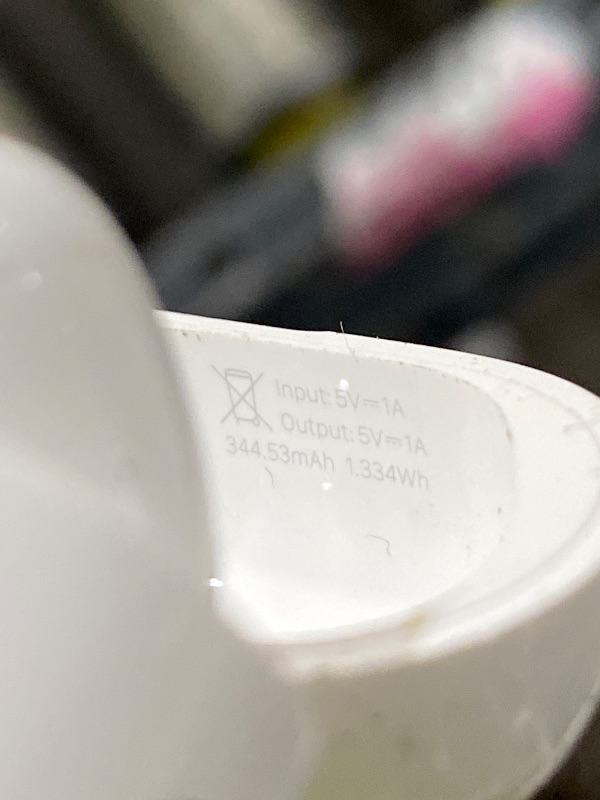 Input: 5V⎓1A
Output: 5V⎓1A
344.53mAh 1.334Wh